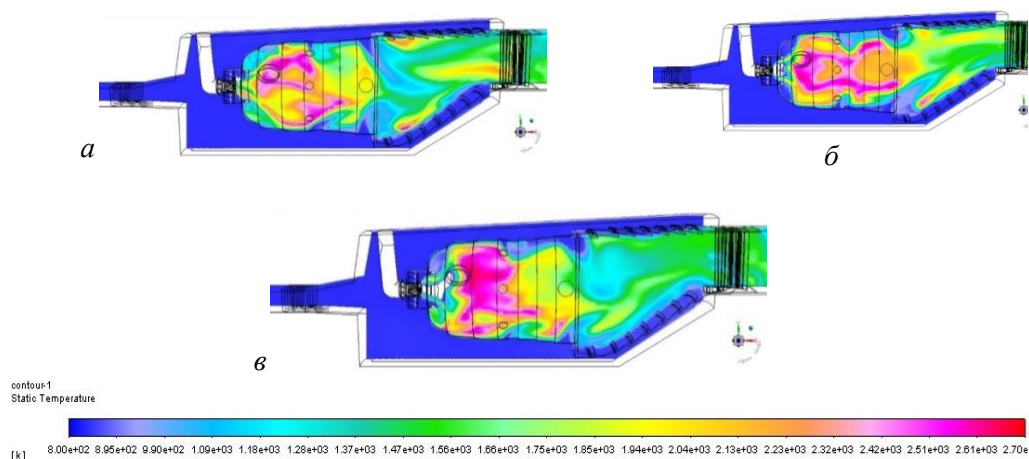 а
б
в
contour-1
Static Temperature
[k]
8.00e+02 8.95e+02 9.90e+02 1.09e+03 1.18e+03 1.28e+03 1.37e+03 1.47e+03 1.56e+03 1.66e+03 1.75e+03 1.85e+03 1.94e+03 2.04e+03 2.13e+03 2.23e+03 2.32e+03 2.42e+03 2.51e+03 2.61e+03 2.70e